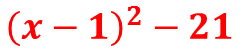 (x − 1)² − 21